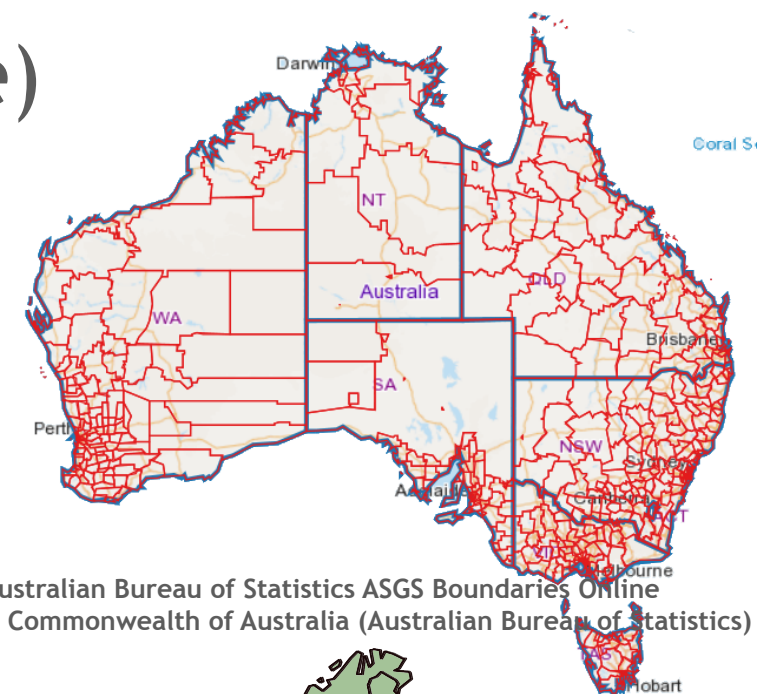 e)
Darwin
Coral Se
NT
QLD
Australia
WA
Brisbane
SA
Perth
NSW
Sydney
Adelaide
Canberra
ACT
VIC
Melbourne
ustralian Bureau of Statistics ASGS Boundaries Online
Commonwealth of Australia (Australian Bureau of Statistics)
TAS
Hobart